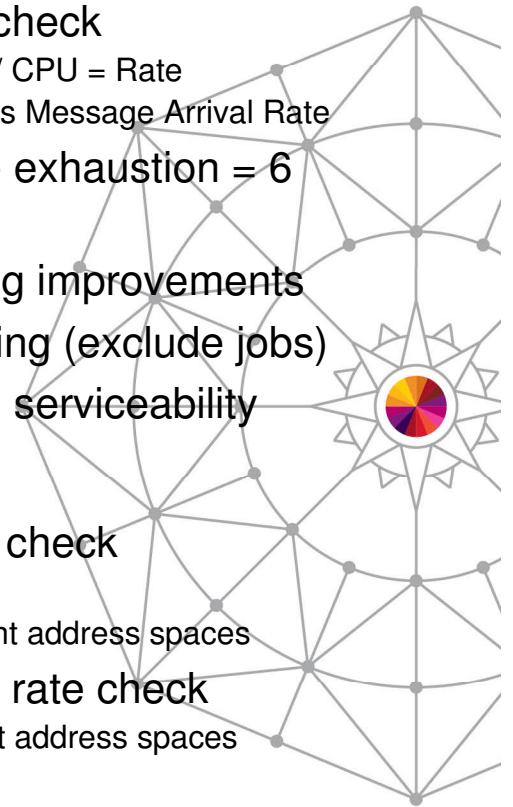 check
/ CPU = Rate
s Message Arrival Rate
exhaustion = 6
g improvements
ing (exclude jobs)
serviceability
check
nt address spaces
rate check
t address spaces